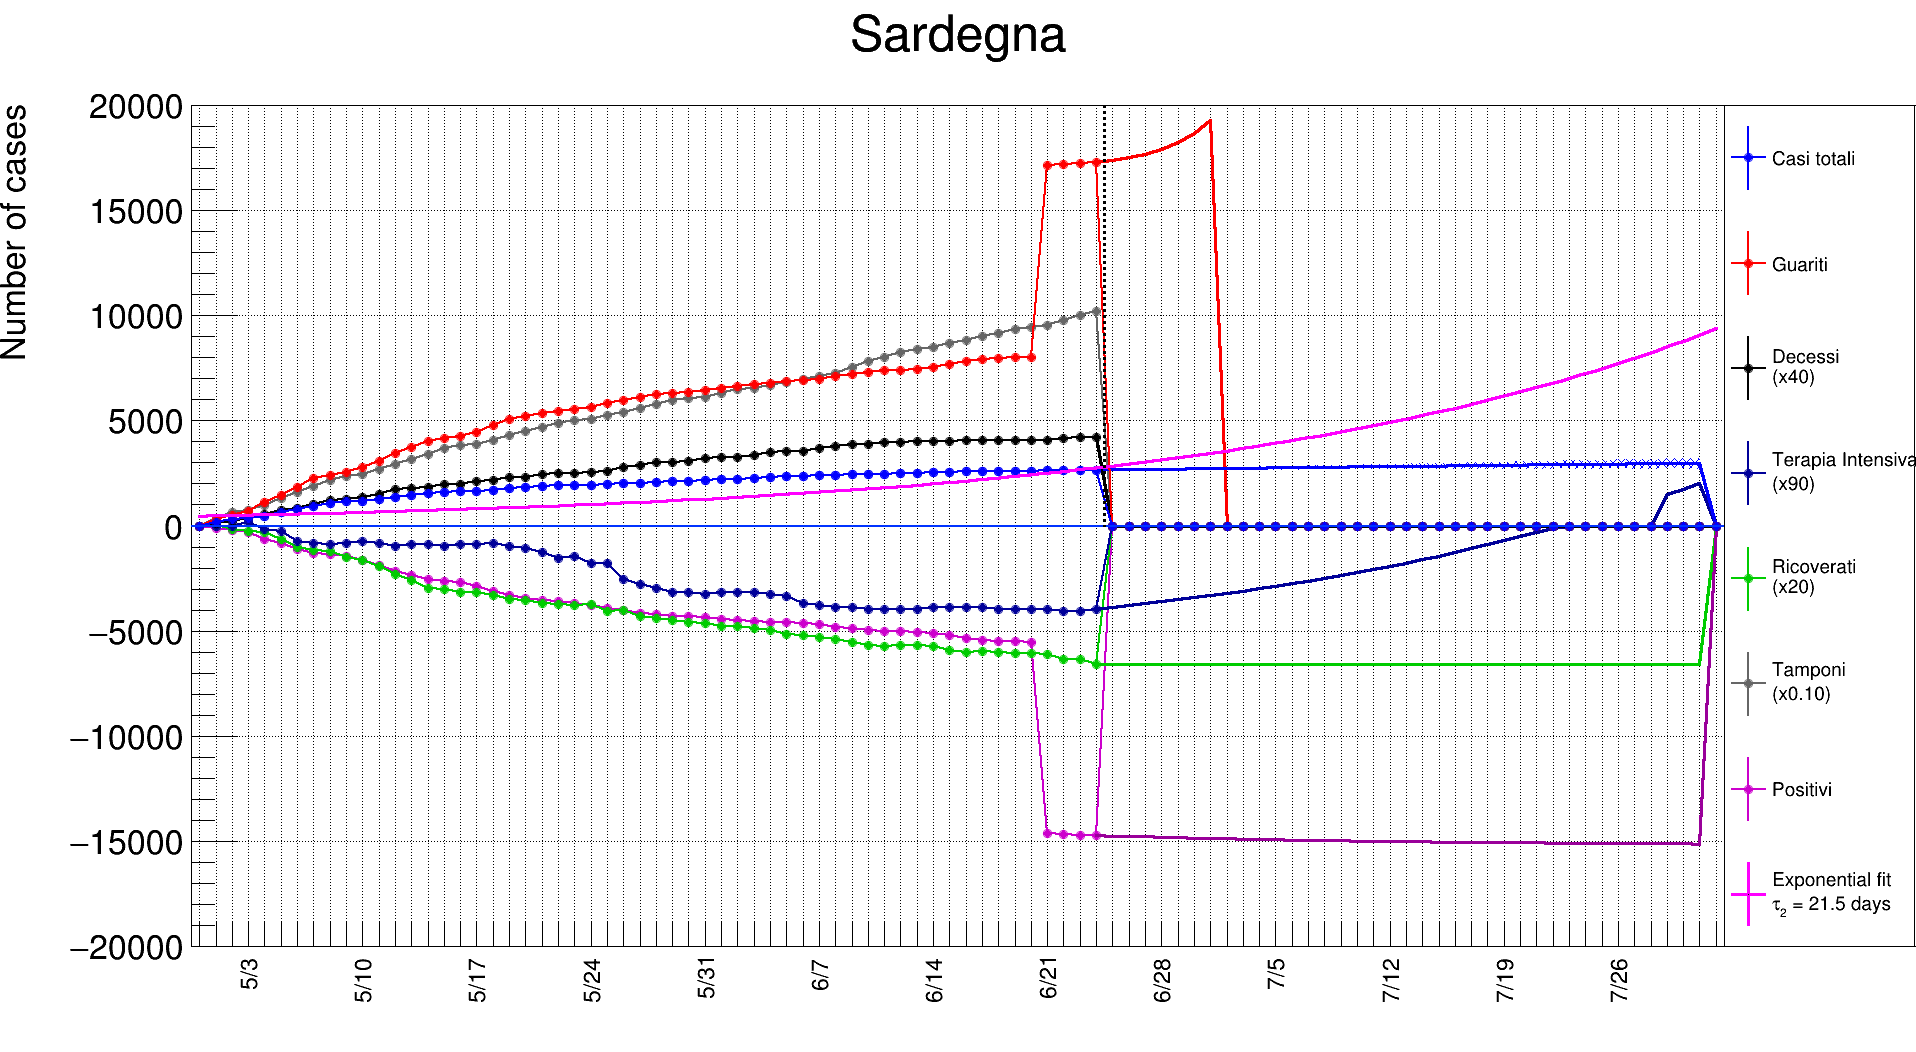 Sardegna
Number of cases
20000
15000
10000
5000
0
−5000
−10000
−15000
−20000
5/3
5/10
5/17
5/24
5/31
6/7
6/14
6/21
6/28
7/5
7/12
7/19
7/26
Casi totali
Guariti
Decessi
(x40)
Terapia Intensiva
(x90)
Ricoverati
(x20)
Tamponi
(x0.10)
Positivi
Exponential fit
τ2 = 21.5 days